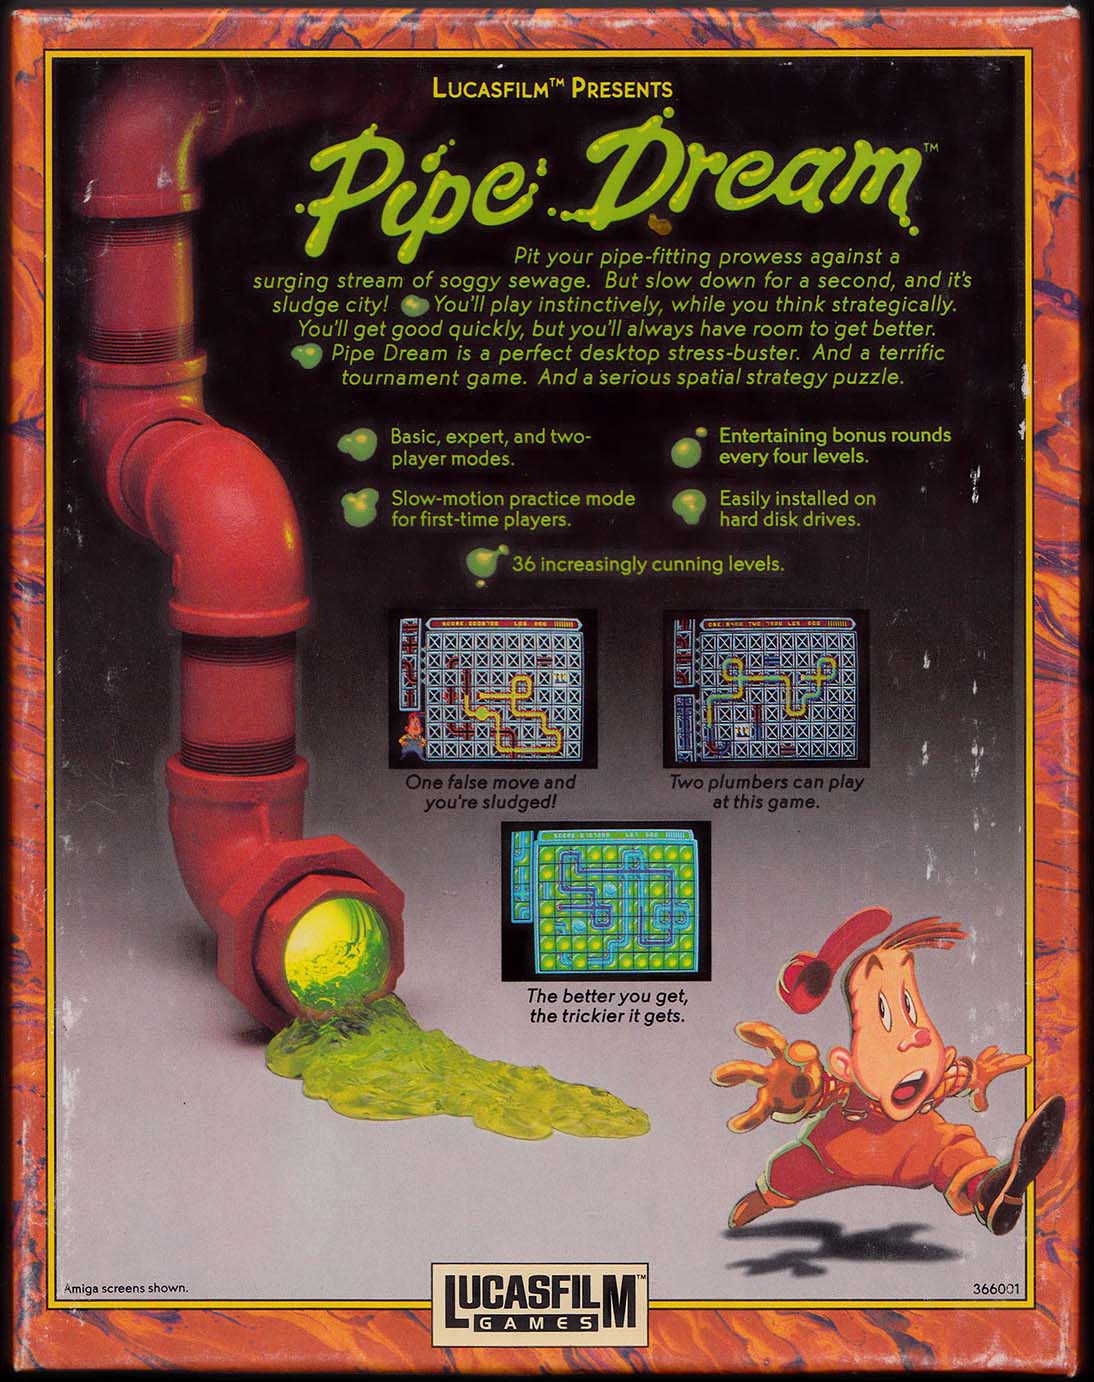 LUCASFILM™ PRESENTS
Pipe Dream™
Pit your pipe-fitting prowess against a
surging stream of soggy sewage. But slow down for a second, and it's
sludge city! You'll play instinctively, while you think strategically.
You'll get good quickly, but you'll always have room to get better.
Pipe Dream is a perfect desktop stress-buster. And a terrific
tournament game. And a serious spatial strategy puzzle.
Basic, expert, and two-
player modes.
Entertaining bonus rounds
every four levels.
Slow-motion practice mode
for first-time players.
Easily installed on
hard disk drives.
36 increasingly cunning levels.
One false move and
you're sludged!
Two plumbers can play
at this game.
The better you get,
the trickier it gets.
Amiga screens shown.
366001
LUCASFILM™
GAMES